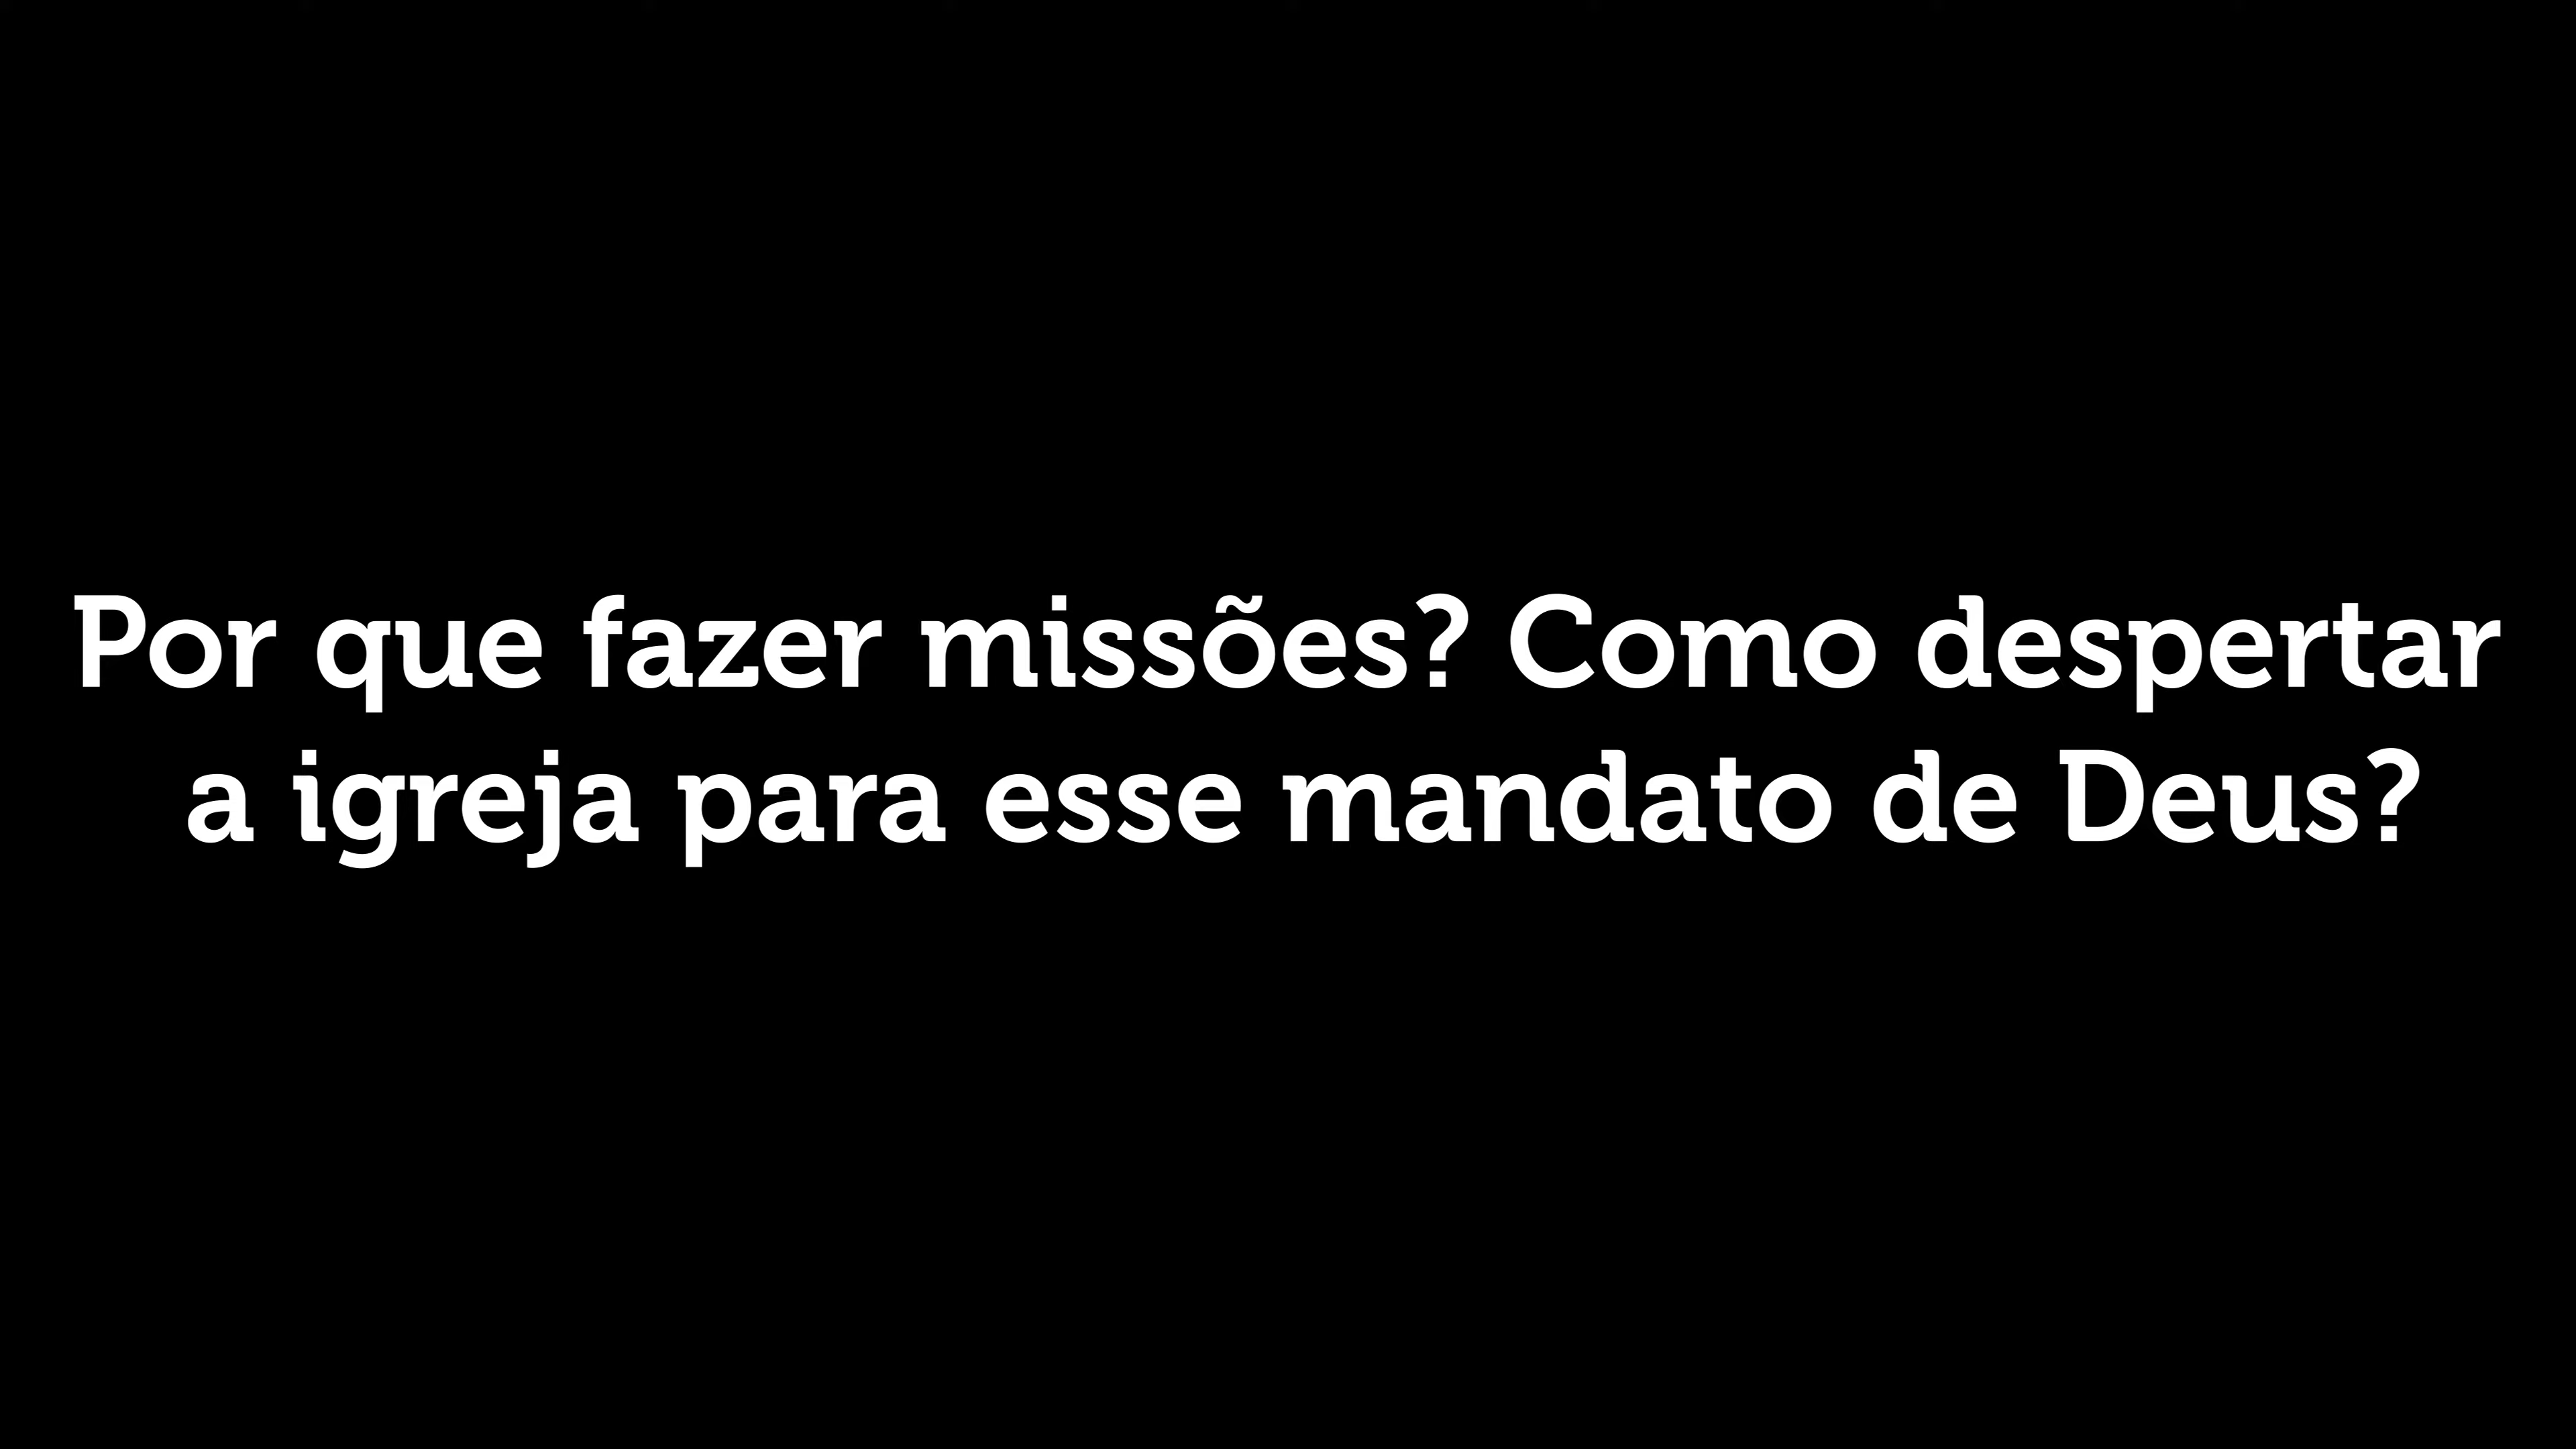 Por que fazer missões? Como despertar
a igreja para esse mandato de Deus?